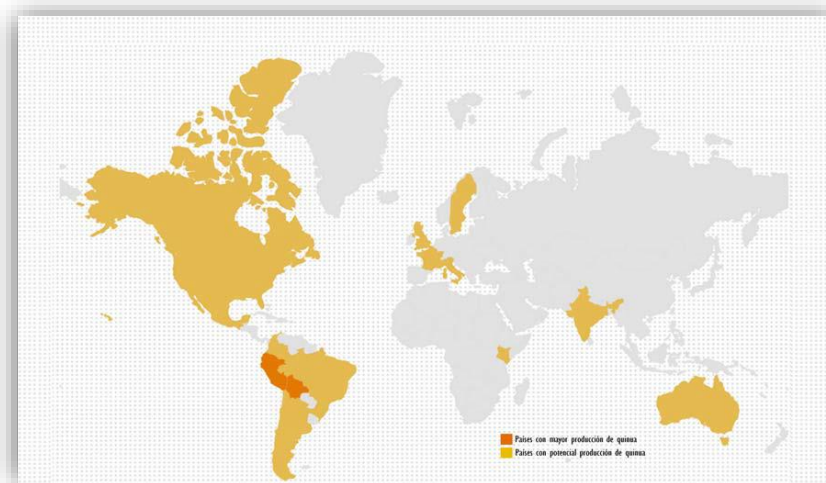 Países con mayor producción de quinua
Países con potencial producción de quinua